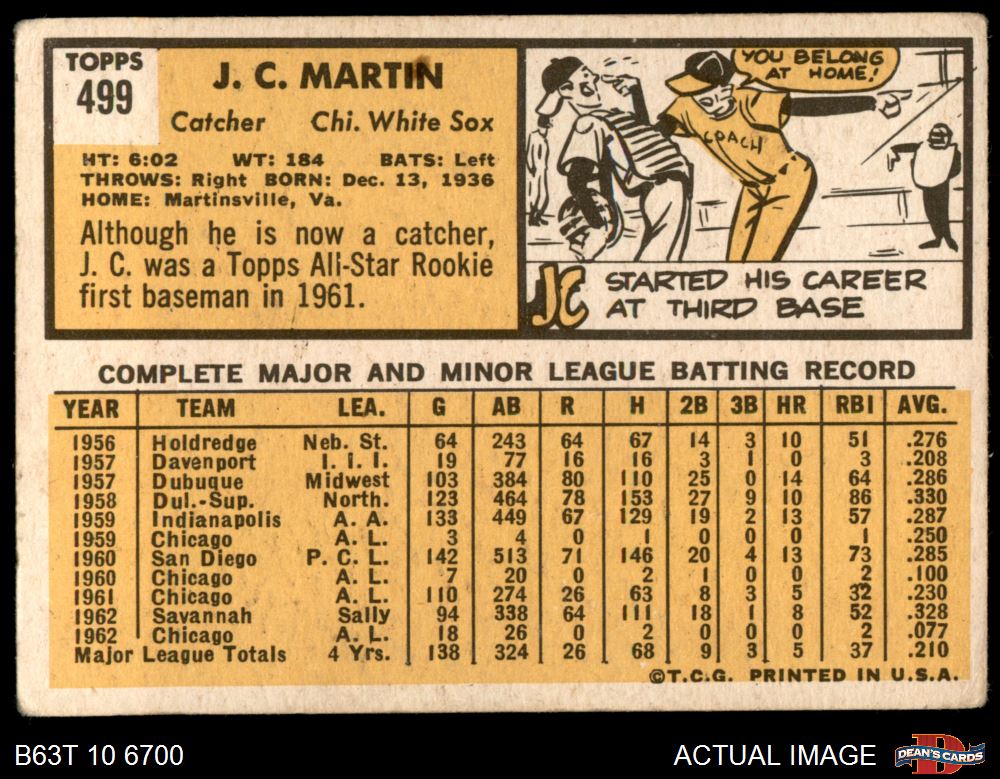 TOPPS
499
J. C. MARTIN
Catcher Chi. White Sox
HT: 6:02 WT: 184 BATS: Left
THROWS: Right BORN: Dec. 13, 1936
HOME: Martinsville, Va.
Although he is now a catcher,
J. C. was a Topps All-Star Rookie
first baseman in 1961.
YOU BELONG
AT HOME!
COACH
JC STARTED HIS CAREER
AT THIRD BASE
COMPLETE MAJOR AND MINOR LEAGUE BATTING RECORD
YEAR TEAM LEA. G AB R H 2B 3B HR RBI AVG.
1956 Holdredge Neb. St. 64 243 64 67 14 3 10 51 .276
1957 Davenport I. I. I. 19 77 16 16 3 1 0 3 .208
1957 Dubuque Midwest 103 384 80 110 25 0 14 64 .286
1958 Dul.-Sup. North. 123 464 78 153 27 9 10 86 .330
1959 Indianapolis A. A. 133 449 67 129 19 2 13 57 .287
1959 Chicago A. L. 3 4 0 1 0 0 0 1 .250
1960 San Diego P. C. L. 142 513 71 146 20 4 13 73 .285
1960 Chicago A. L. 7 20 0 2 1 0 0 2 .100
1961 Chicago A. L. 110 274 26 63 8 3 5 32 .230
1962 Savannah Sally 94 338 64 111 18 1 8 52 .328
1962 Chicago A. L. 18 26 0 2 0 0 0 2 .077
Major League Totals 4 Yrs. 138 324 26 68 9 3 5 37 .210
©T.C.G. PRINTED IN U.S.A.
B63T 10 6700 ACTUAL IMAGE DEAN'S CARDS